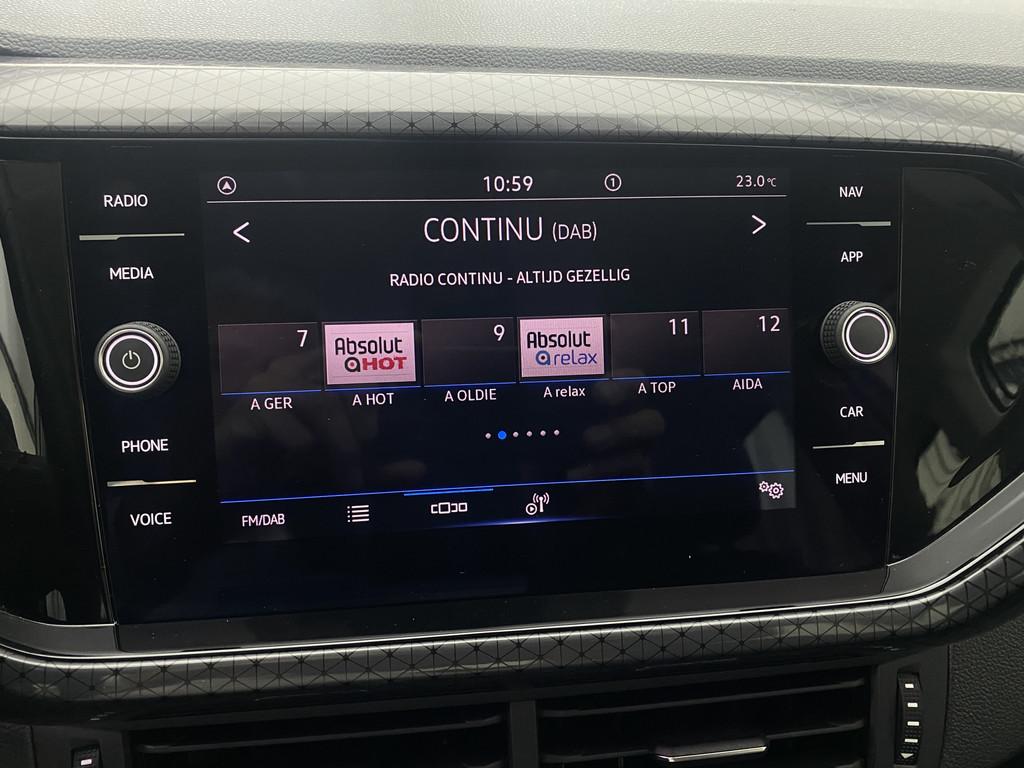 RADIO
MEDIA
PHONE
VOICE
10:59
1
23.0°C
CONTINU (DAB)
RADIO CONTINU - ALTIJD GEZELLIG
7
Absolut
HOT
9
Absolut
relax
11
12
A GER
A HOT
A OLDIE
A relax
A TOP
AIDA
FM/DAB
NAV
APP
CAR
MENU